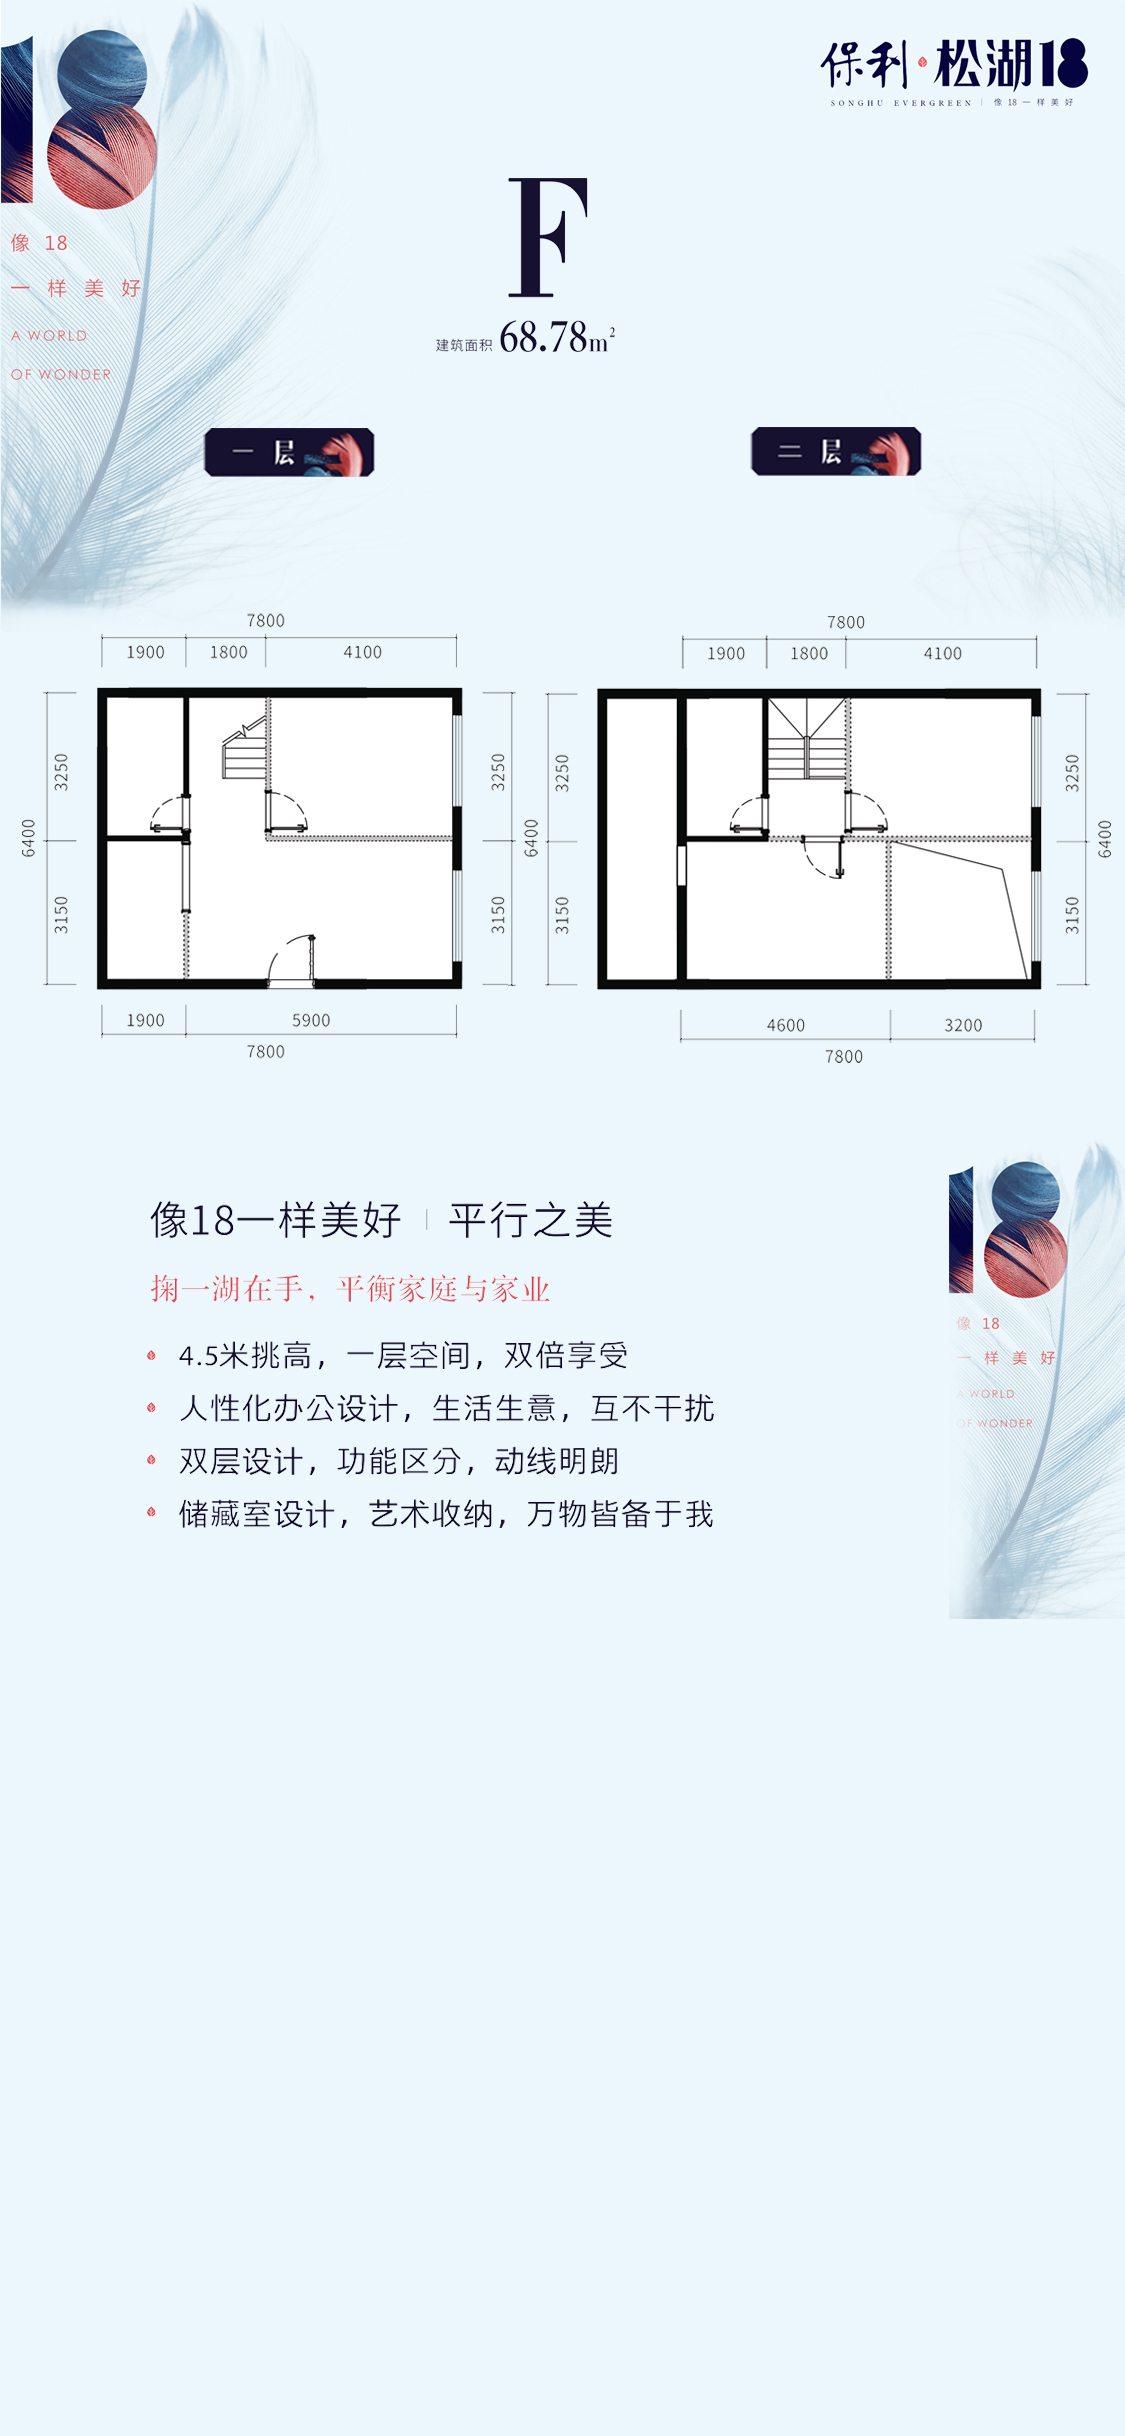 18
像 18
一样美好
A WORLD
OF WONDER
保利·松湖18
SONGHU EVERGREEN | 像18一样美好
F
建筑面积 68.78m²
一层
二层
7800
1900 1800 4100
6400
3250
3150
3250
3150
1900 5900
7800
7800
1900 1800 4100
6400
3250
3150
3250
3150
6400
4600 3200
7800
像18一样美好 | 平行之美
掬一湖在手，平衡家庭与家业
4.5米挑高，一层空间，双倍享受
人性化办公设计，生活生意，互不干扰
双层设计，功能区分，动线明朗
储藏室设计，艺术收纳，万物皆备于我
18
像 18
一样美好
A WORLD
OF WONDER